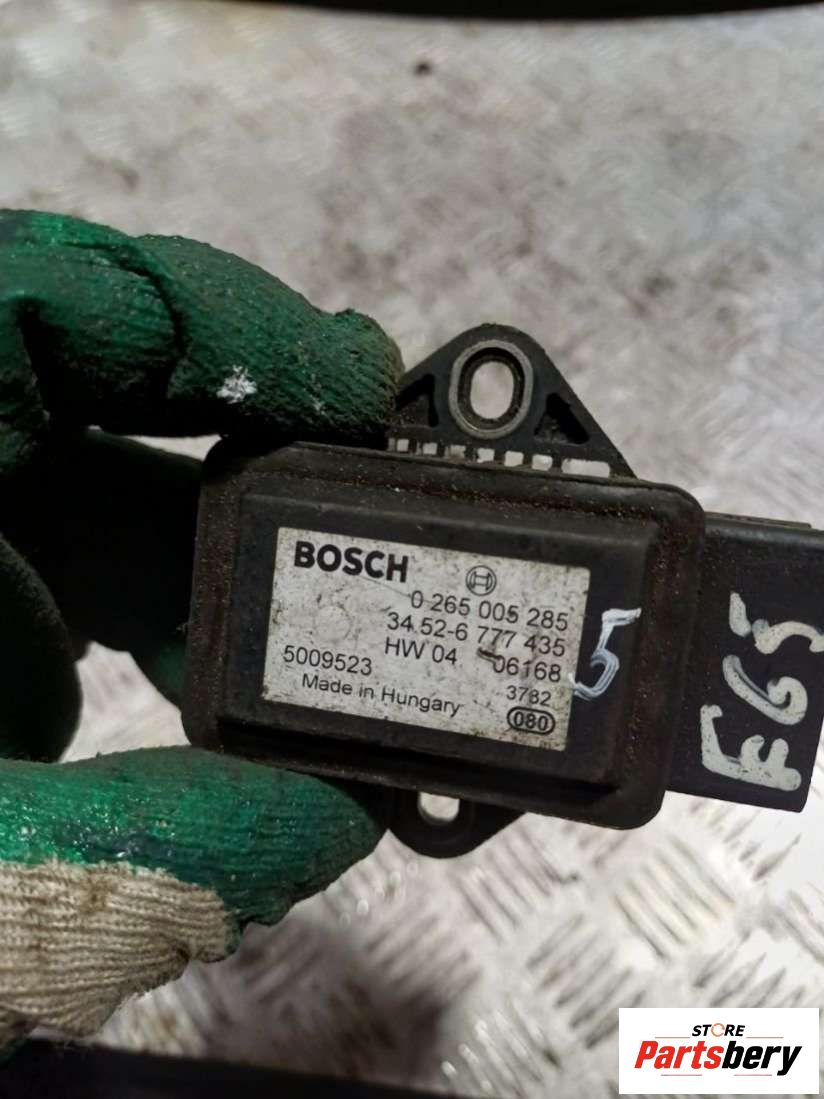 BOSCH
0 265 005 285
34.52-6 777 435
HW 04 06168
5009523 3782
Made in Hungary 080
5
E65
STORE
Partsbery